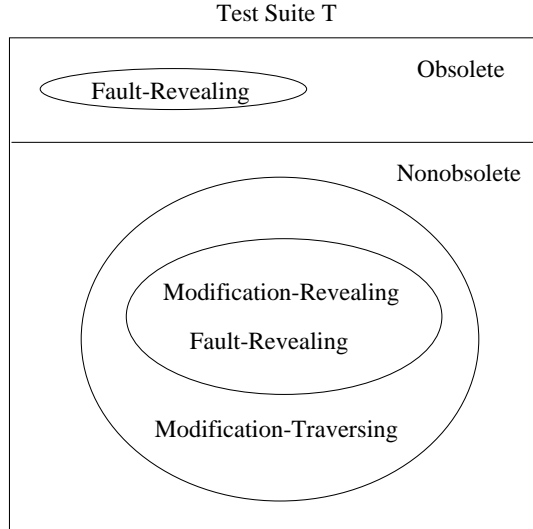 Test Suite T
Obsolete
Fault-Revealing
Nonobsolete
Modification-Revealing
Fault-Revealing
Modification-Traversing